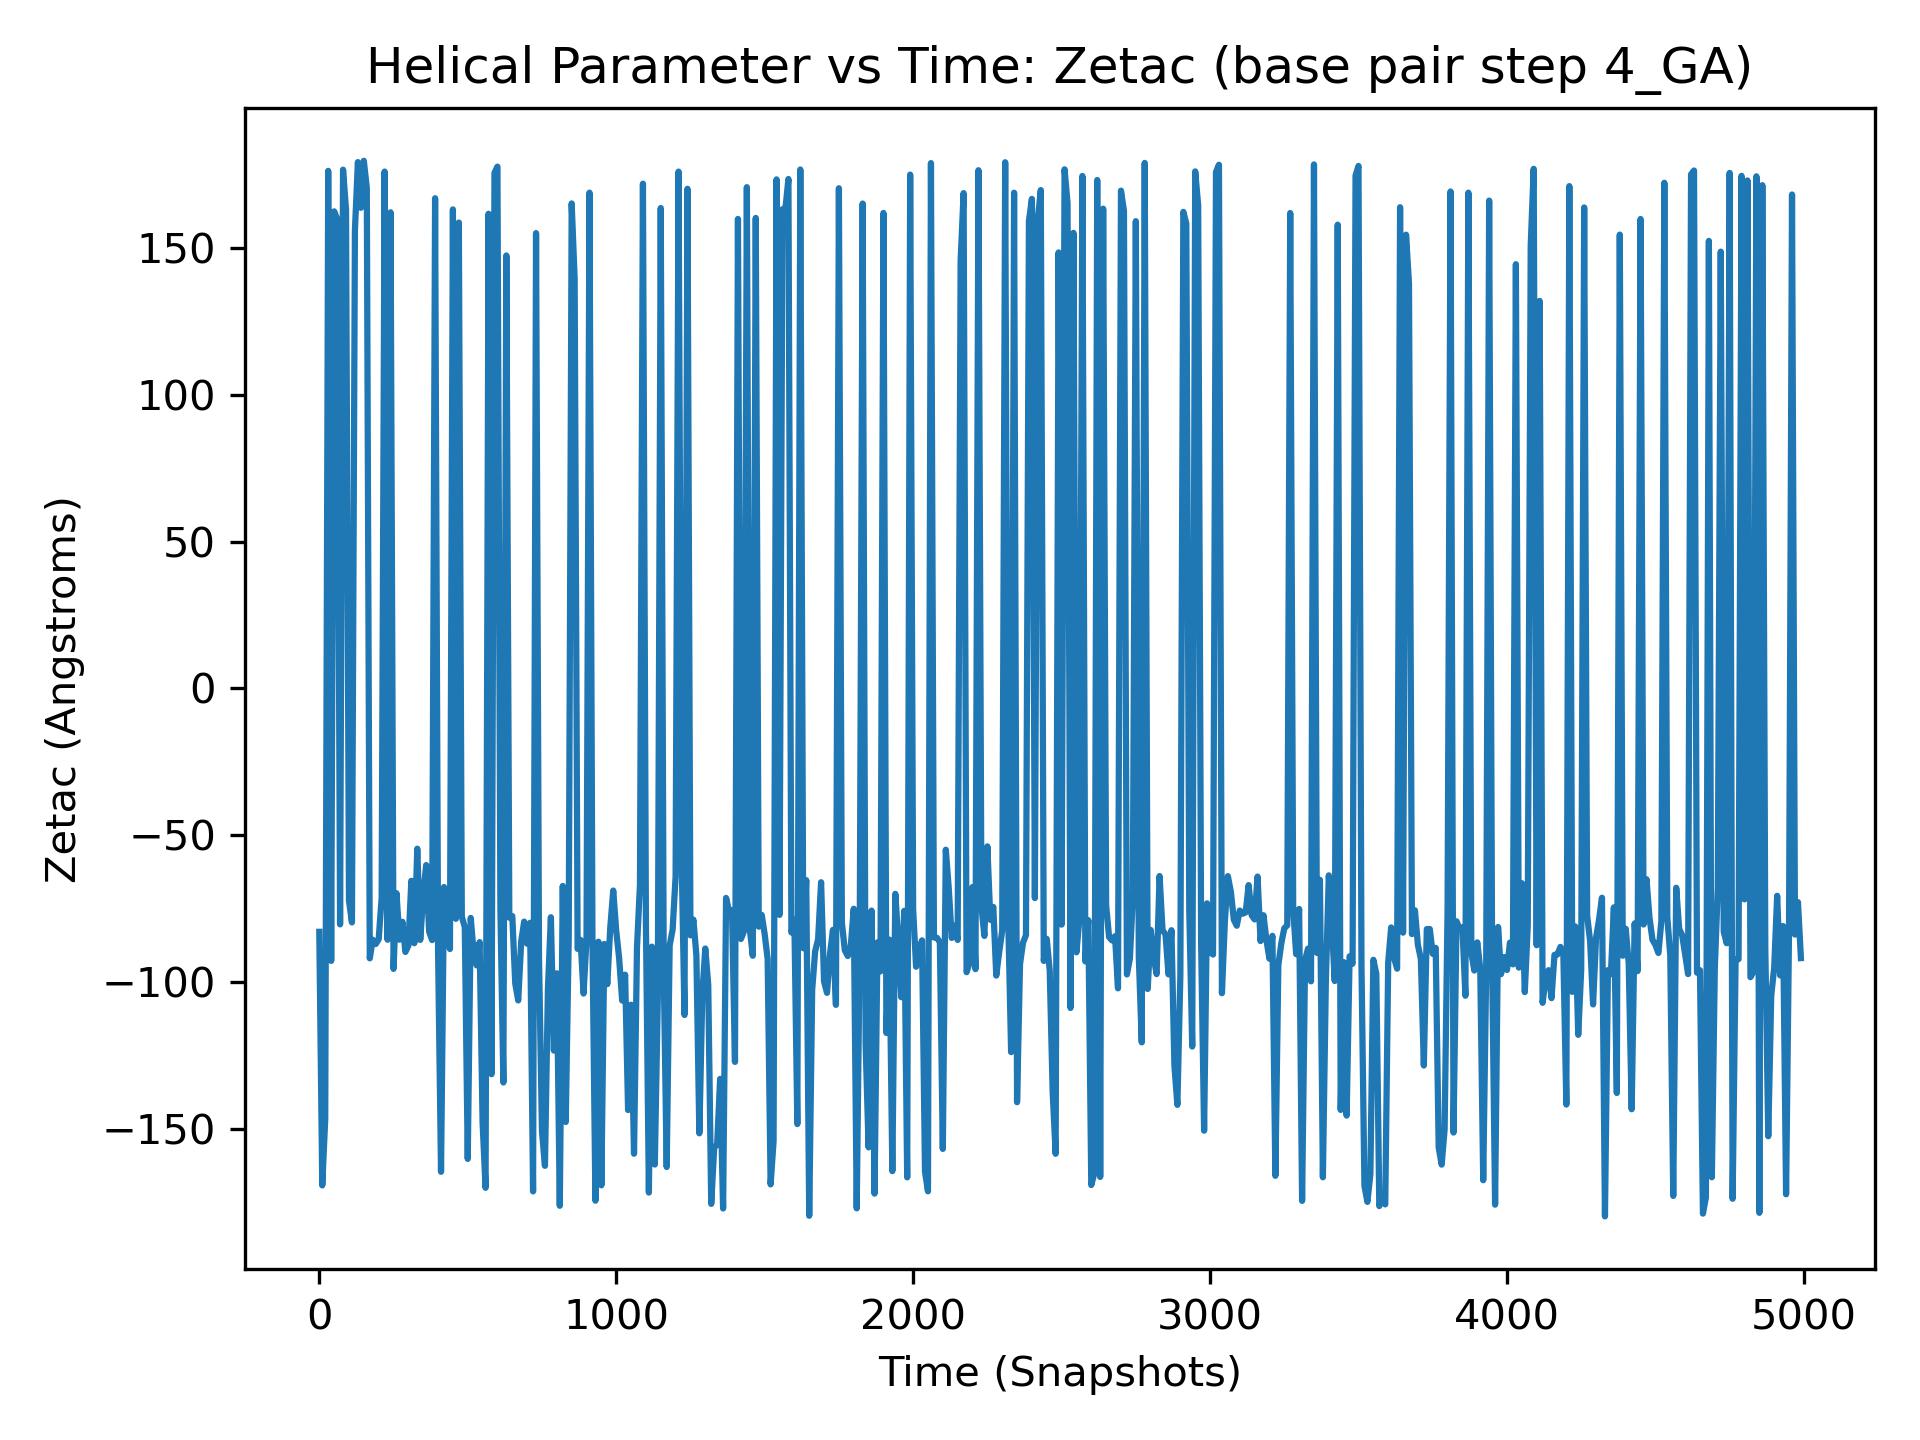 Helical Parameter vs Time: Zetac (base pair step 4_GA)
150
100
50
0
−50
−100
−150
Zetac (Angstroms)
0 1000 2000 3000 4000 5000
Time (Snapshots)